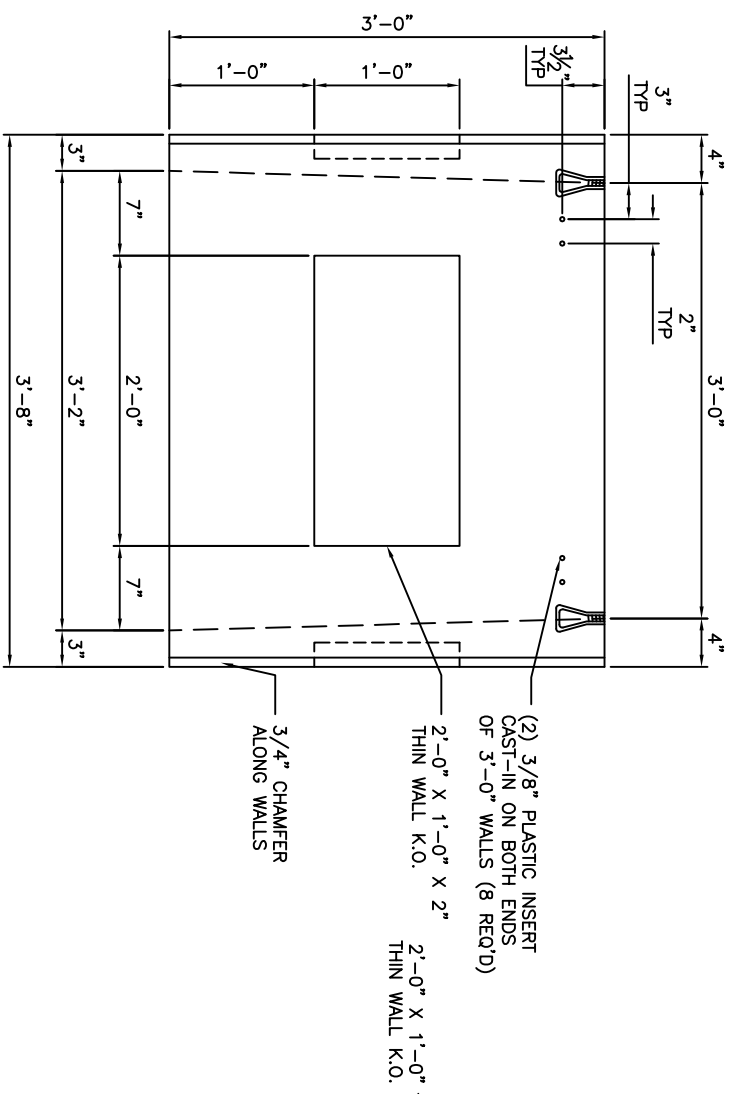 3'-0"
1'-0"
1'-0"
3½"
TYP
3"
TYP
4"
3'-0"
4"
2"
TYP
3"
7"
2'-0"
7"
3"
3'-2"
3'-8"
(2) 3/8" PLASTIC INSERT
CAST-IN ON BOTH ENDS
OF 3'-0" WALLS (8 REQ'D)
2'-0" X 1'-0" X 2"
THIN WALL K.O.
3/4" CHAMFER
ALONG WALLS
2'-0" X 1'-0"
THIN WALL K.O.